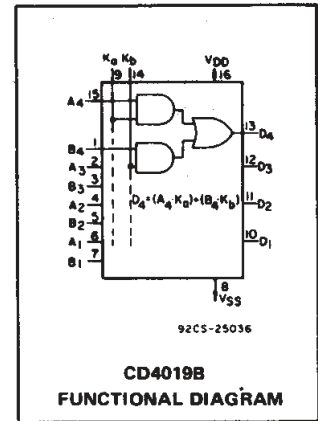 Ka Kb VDD
9 14 16
15
A4
13
D4
1
B4
2
A3
12
D3
3
B3
D4=(A4·Ka)+(B4·Kb)
4
A2
11
D2
5
B2
6
A1
10
D1
7
B1
8
VSS
92CS-25036
CD4019B
FUNCTIONAL DIAGRAM